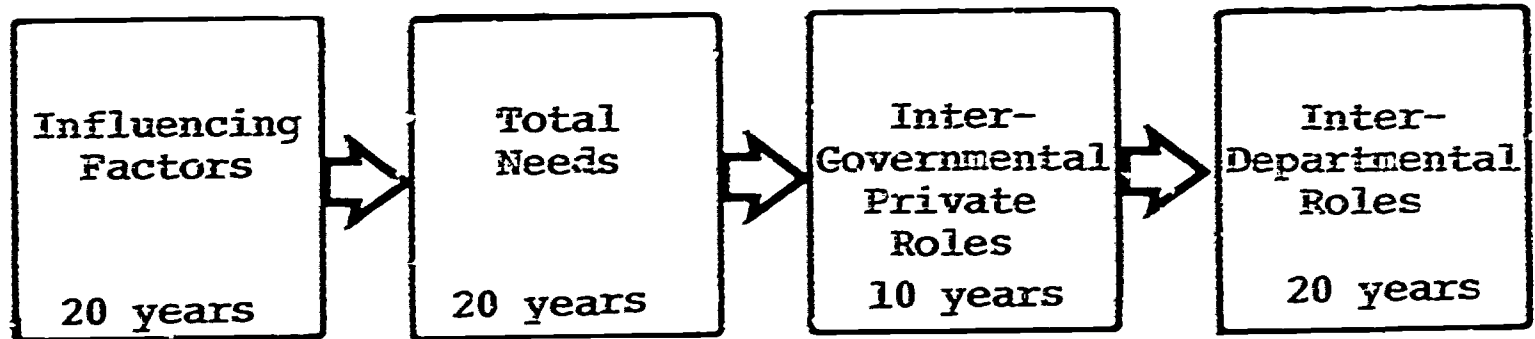 Influencing
Factors
20 years
Total
Needs
20 years
Inter-
Governmental
Private
Roles
10 years
Inter-
Departmental
Roles
20 years